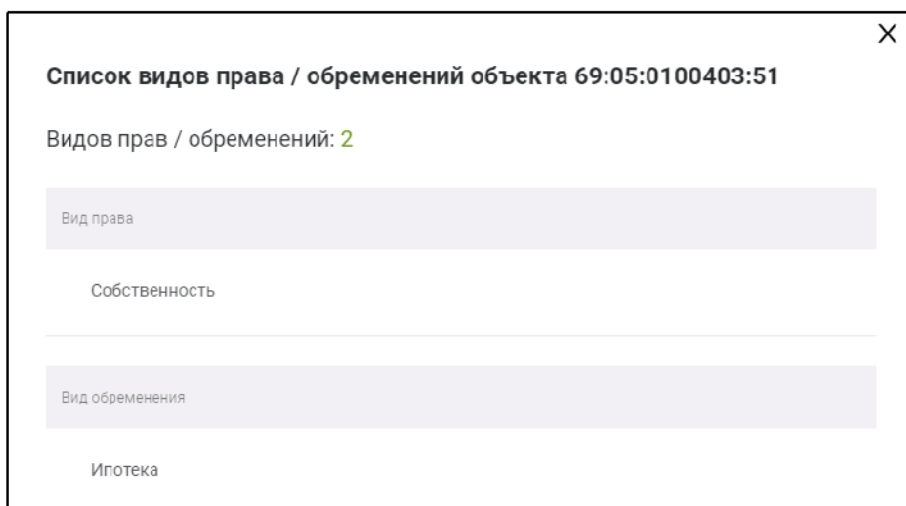 Список видов права / обременений объекта 69:05:0100403:51
Видов прав / обременений: 2
Вид права
Собственность
Вид обременения
Ипотека